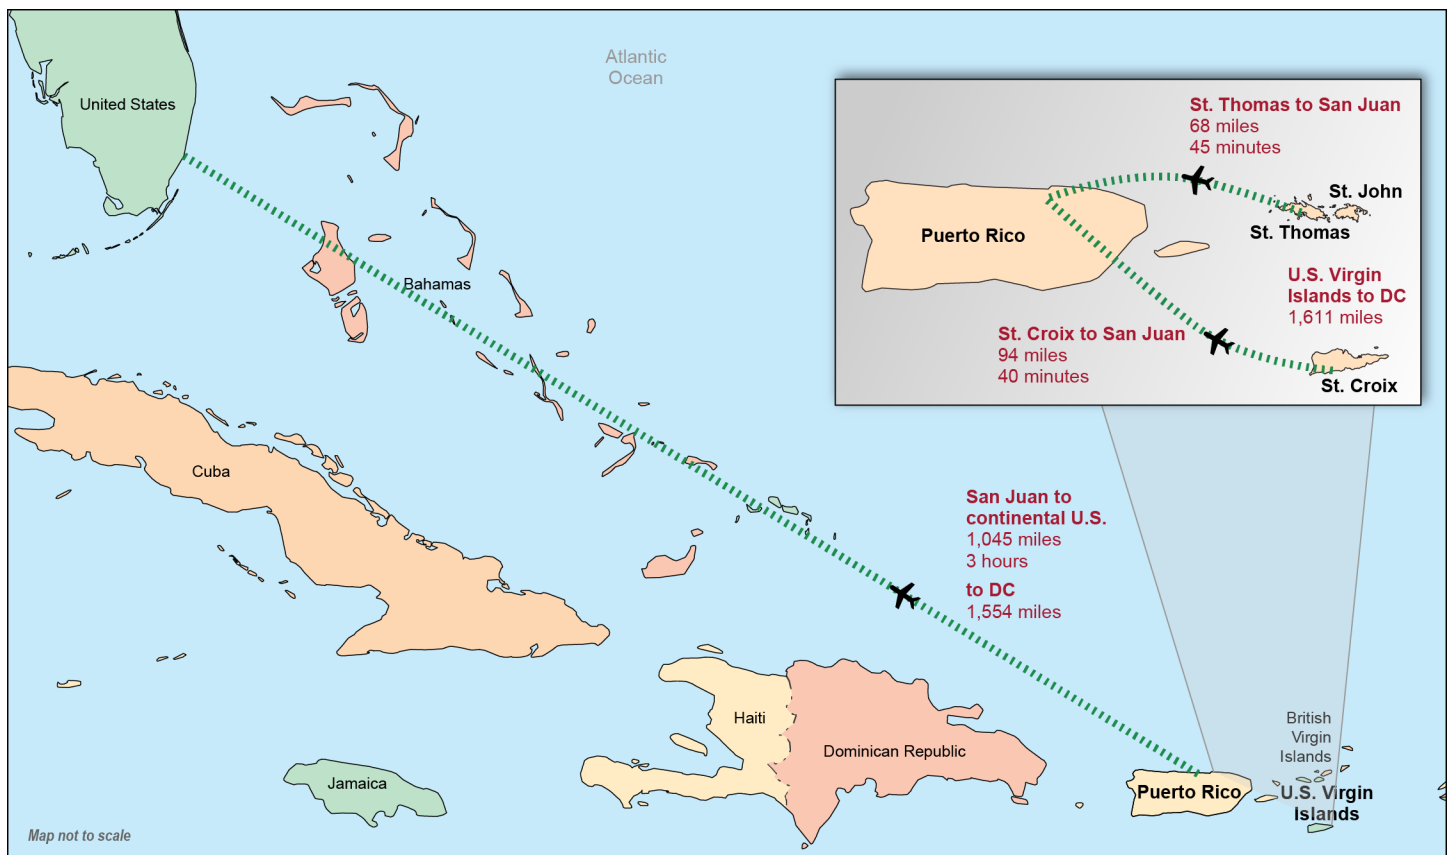 Atlantic
Ocean
United States
St. Thomas to San Juan
68 miles
45 minutes
St. John
St. Thomas
Puerto Rico
U.S. Virgin
Islands to DC
1,611 miles
St. Croix to San Juan
94 miles
40 minutes
St. Croix
Bahamas
Cuba
San Juan to
continental U.S.
1,045 miles
3 hours
to DC
1,554 miles
Haiti
Dominican Republic
Jamaica
British
Virgin
Islands
Puerto Rico
U.S. Virgin
Islands
Map not to scale